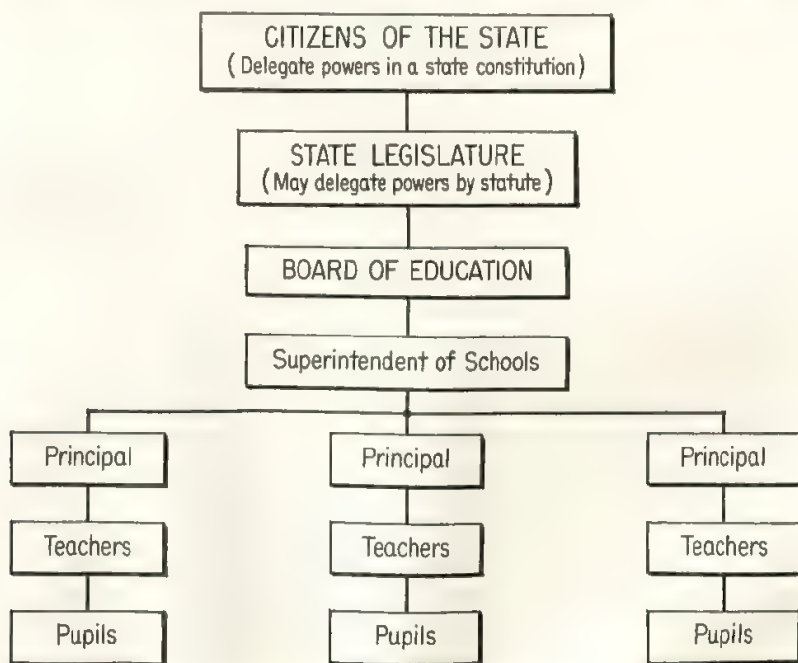 CITIZENS OF THE STATE
(Delegate powers in a state constitution)
STATE LEGISLATURE
(May delegate powers by statute)
BOARD OF EDUCATION
Superintendent of Schools
Principal Principal Principal
Teachers Teachers Teachers
Pupils Pupils Pupils